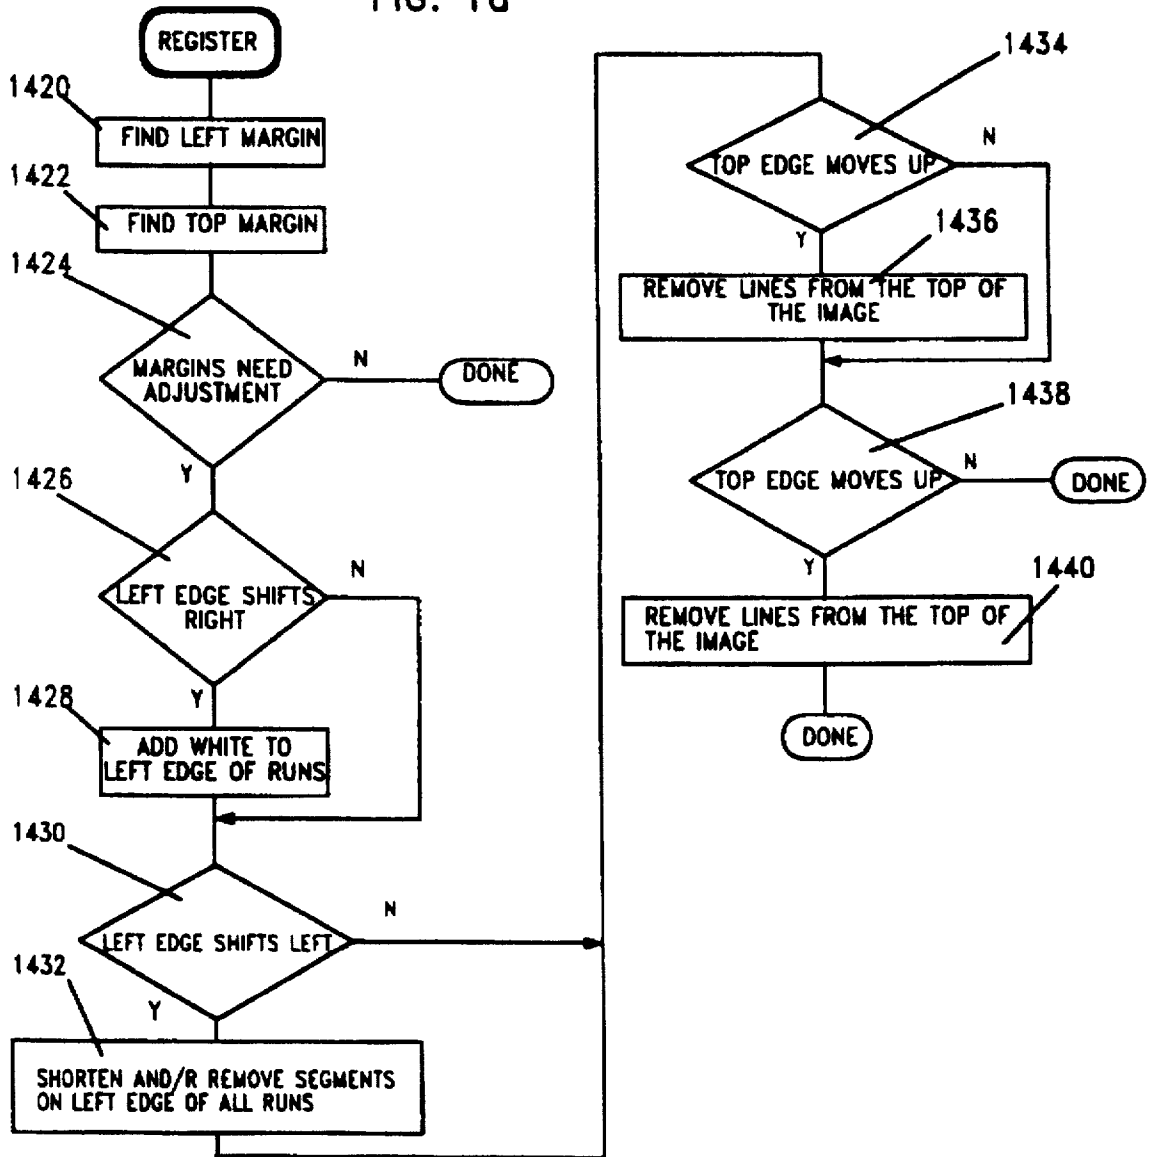 REGISTER
1420
FIND LEFT MARGIN
1422
FIND TOP MARGIN
1424
MARGINS NEED
ADJUSTMENT
N
DONE
Y
1426
LEFT EDGE SHIFTS
RIGHT
N
Y
1428
ADD WHITE TO
LEFT EDGE OF RUNS
1430
LEFT EDGE SHIFTS LEFT
N
Y
1432
SHORTEN AND/R REMOVE SEGMENTS
ON LEFT EDGE OF ALL RUNS
1434
TOP EDGE MOVES UP
N
Y
1436
REMOVE LINES FROM THE TOP OF
THE IMAGE
1438
TOP EDGE MOVES UP
N
DONE
Y
1440
REMOVE LINES FROM THE TOP OF
THE IMAGE
DONE